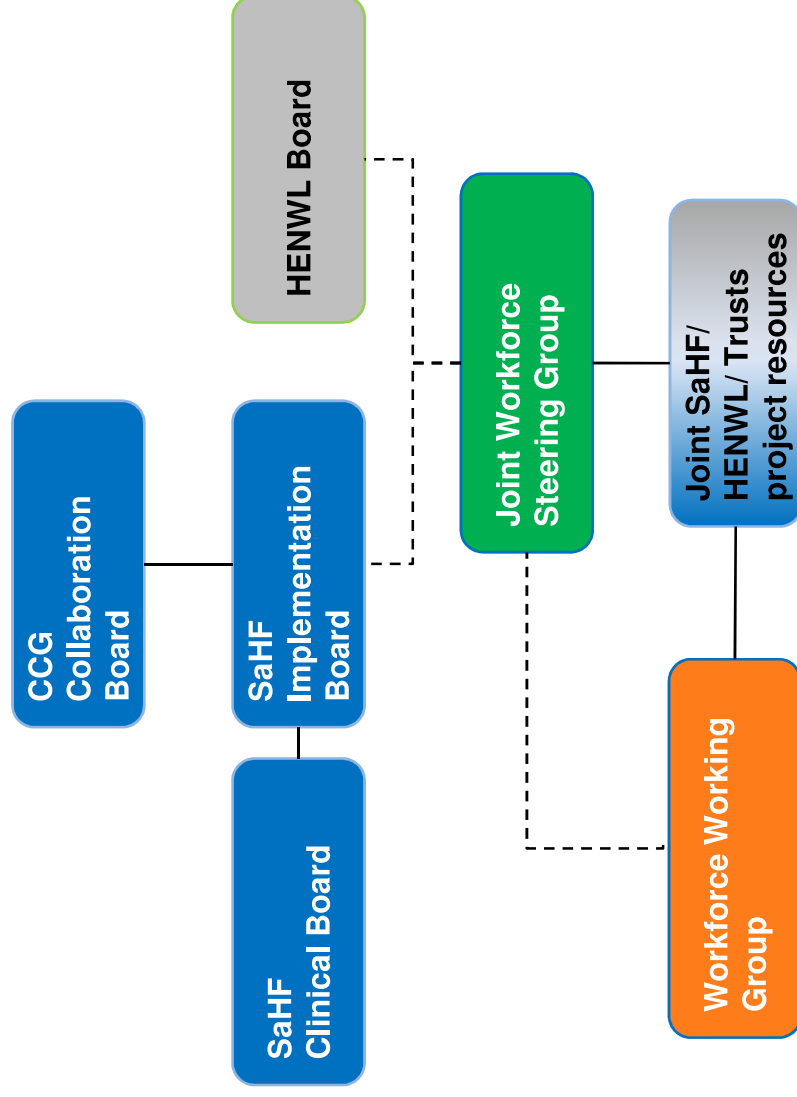 CCG
Collaboration
Board
SaHF
Clinical Board
SaHF
Implementation
Board
HENWL Board
Joint Workforce
Steering Group
Workforce Working
Group
Joint SaHF/
HENWL/ Trusts
project resources